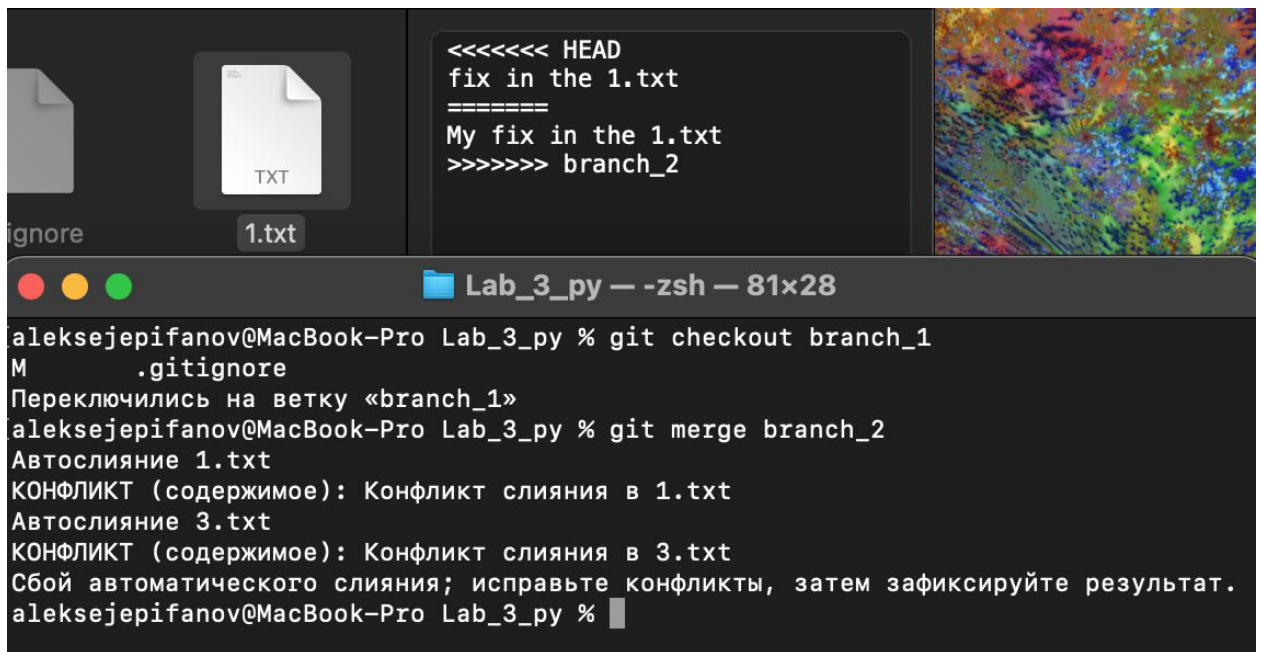 <<<<<<< HEAD
fix in the 1.txt
=======
My fix in the 1.txt
>>>>>>> branch_2
TXT
ignore
1.txt
Lab_3_py — -zsh — 81×28
[aleksejepifanov@MacBook-Pro Lab_3_py % git checkout branch_1
M       .gitignore
Переключились на ветку «branch_1»
[aleksejepifanov@MacBook-Pro Lab_3_py % git merge branch_2
Автослияние 1.txt
КОНФЛИКТ (содержимое): Конфликт слияния в 1.txt
Автослияние 3.txt
КОНФЛИКТ (содержимое): Конфликт слияния в 3.txt
Сбой автоматического слияния; исправьте конфликты, затем зафиксируйте результат.
aleksejepifanov@MacBook-Pro Lab_3_py %